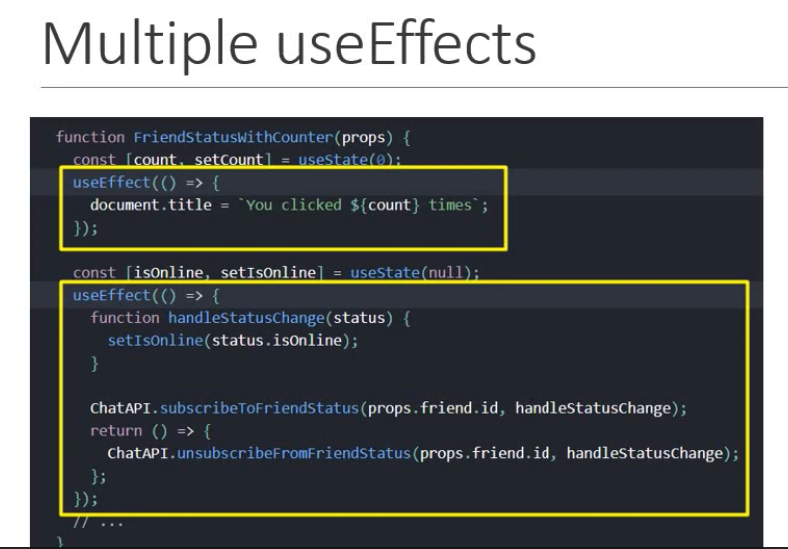 Multiple useEffects
function FriendStatusWithCounter(props) {
const [count, setCount] = useState(0);
useEffect(() => {
document.title = `You clicked ${count} times`;
});
const [isOnline, setIsOnline] = useState(null);
useEffect(() => {
function handleStatusChange(status) {
setIsOnline(status.isOnline);
}
ChatAPI.subscribeToFriendStatus(props.friend.id, handleStatusChange);
return () => {
ChatAPI.unsubscribeFromFriendStatus(props.friend.id, handleStatusChange);
};
});
// ...
}